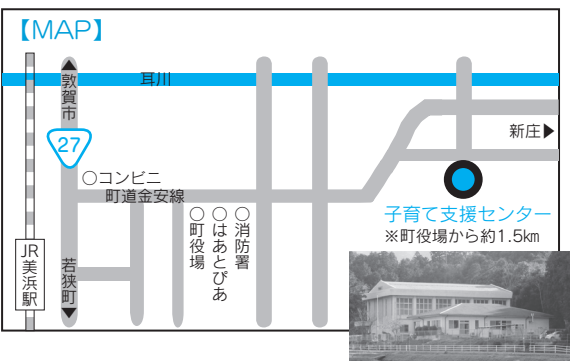 【MAP】
▲敦賀市
耳川
27
新庄▶
○コンビニ
町道金安線
○町役場
○はあとぴあ
○消防署
子育て支援センター
※町役場から約1.5km
JR美浜駅
若狭町▼